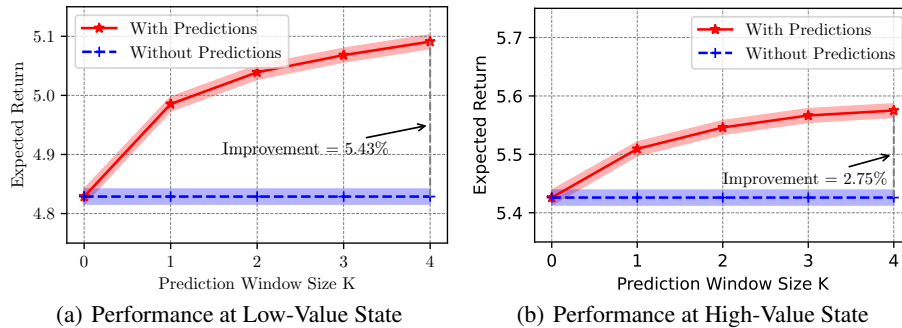 With Predictions
Without Predictions
5.1
5.0
4.9
4.8
Expected Return
Improvement = 5.43%
0 1 2 3 4
Prediction Window Size K
(a) Performance at Low-Value State
With Predictions
Without Predictions
5.7
5.6
5.5
5.4
Expected Return
Improvement = 2.75%
0 1 2 3 4
Prediction Window Size K
(b) Performance at High-Value State